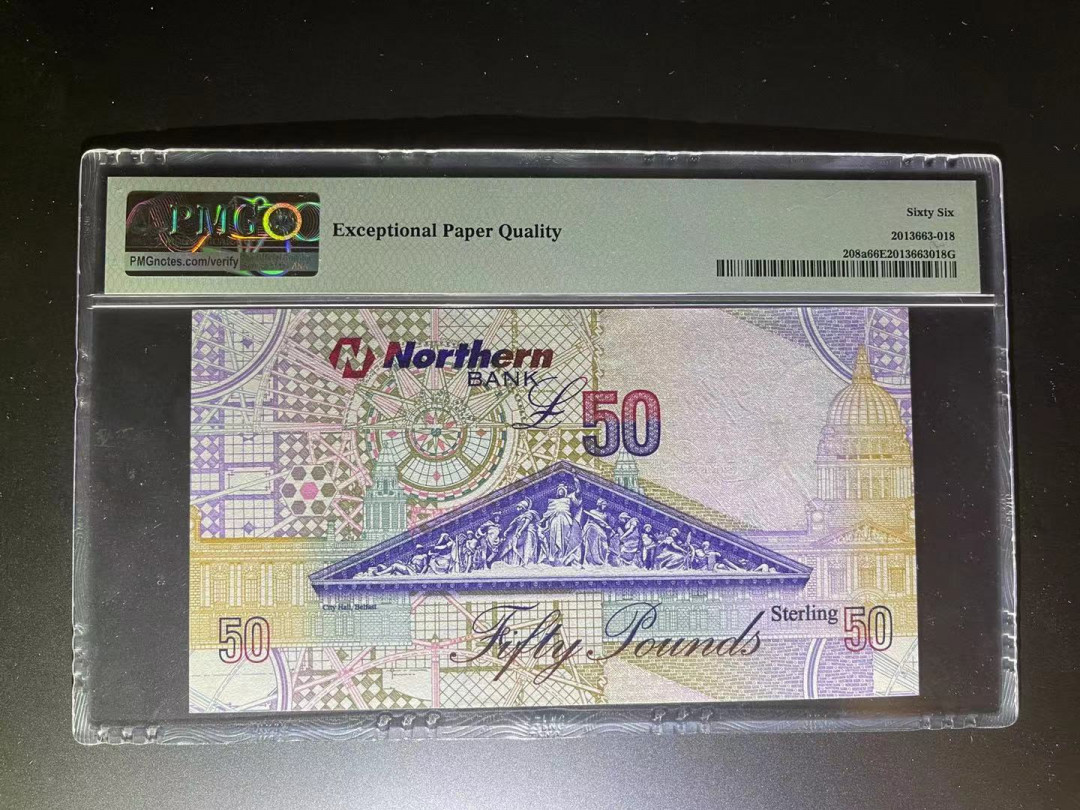 PMG
PMGnotes.com/verify
Exceptional Paper Quality
Sixty Six
2013663-018
208a66E2013663018G
N Northern
BANK
£50
City Hall, Belfast
50
Fifty Pounds
Sterling
50